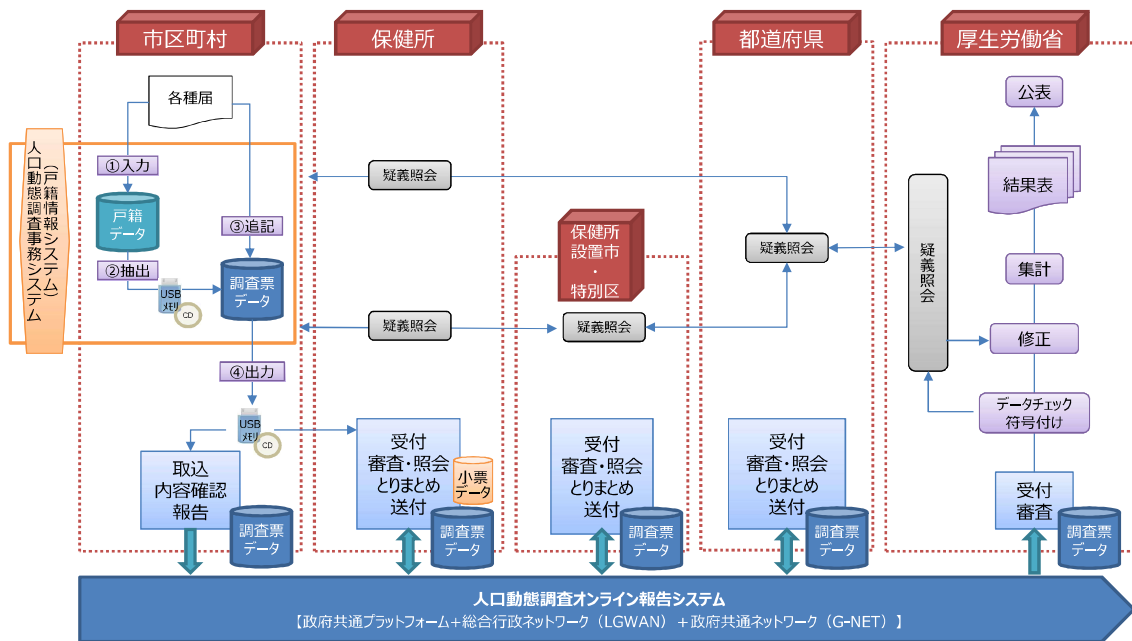 市区町村
保健所
都道府県
厚生労働省
各種届
人口動態調査事務システム
（戸籍情報システム）
①入力
戸籍
データ
②抽出
③追記
USB
メモリ
CD
調査票
データ
④出力
USB
メモリ
CD
取込
内容確認
報告
調査票
データ
疑義照会
疑義照会
受付
審査・照会
とりまとめ
送付
小票
データ
調査票
データ
保健所
設置市
・
特別区
疑義照会
受付
審査・照会
とりまとめ
送付
調査票
データ
疑義照会
受付
審査・照会
とりまとめ
送付
調査票
データ
公表
結果表
集計
疑義照会
修正
データチェック
符号付け
受付
審査
調査票
データ
人口動態調査オンライン報告システム
【政府共通プラットフォーム＋総合行政ネットワーク（LGWAN）＋政府共通ネットワーク（G-NET）】